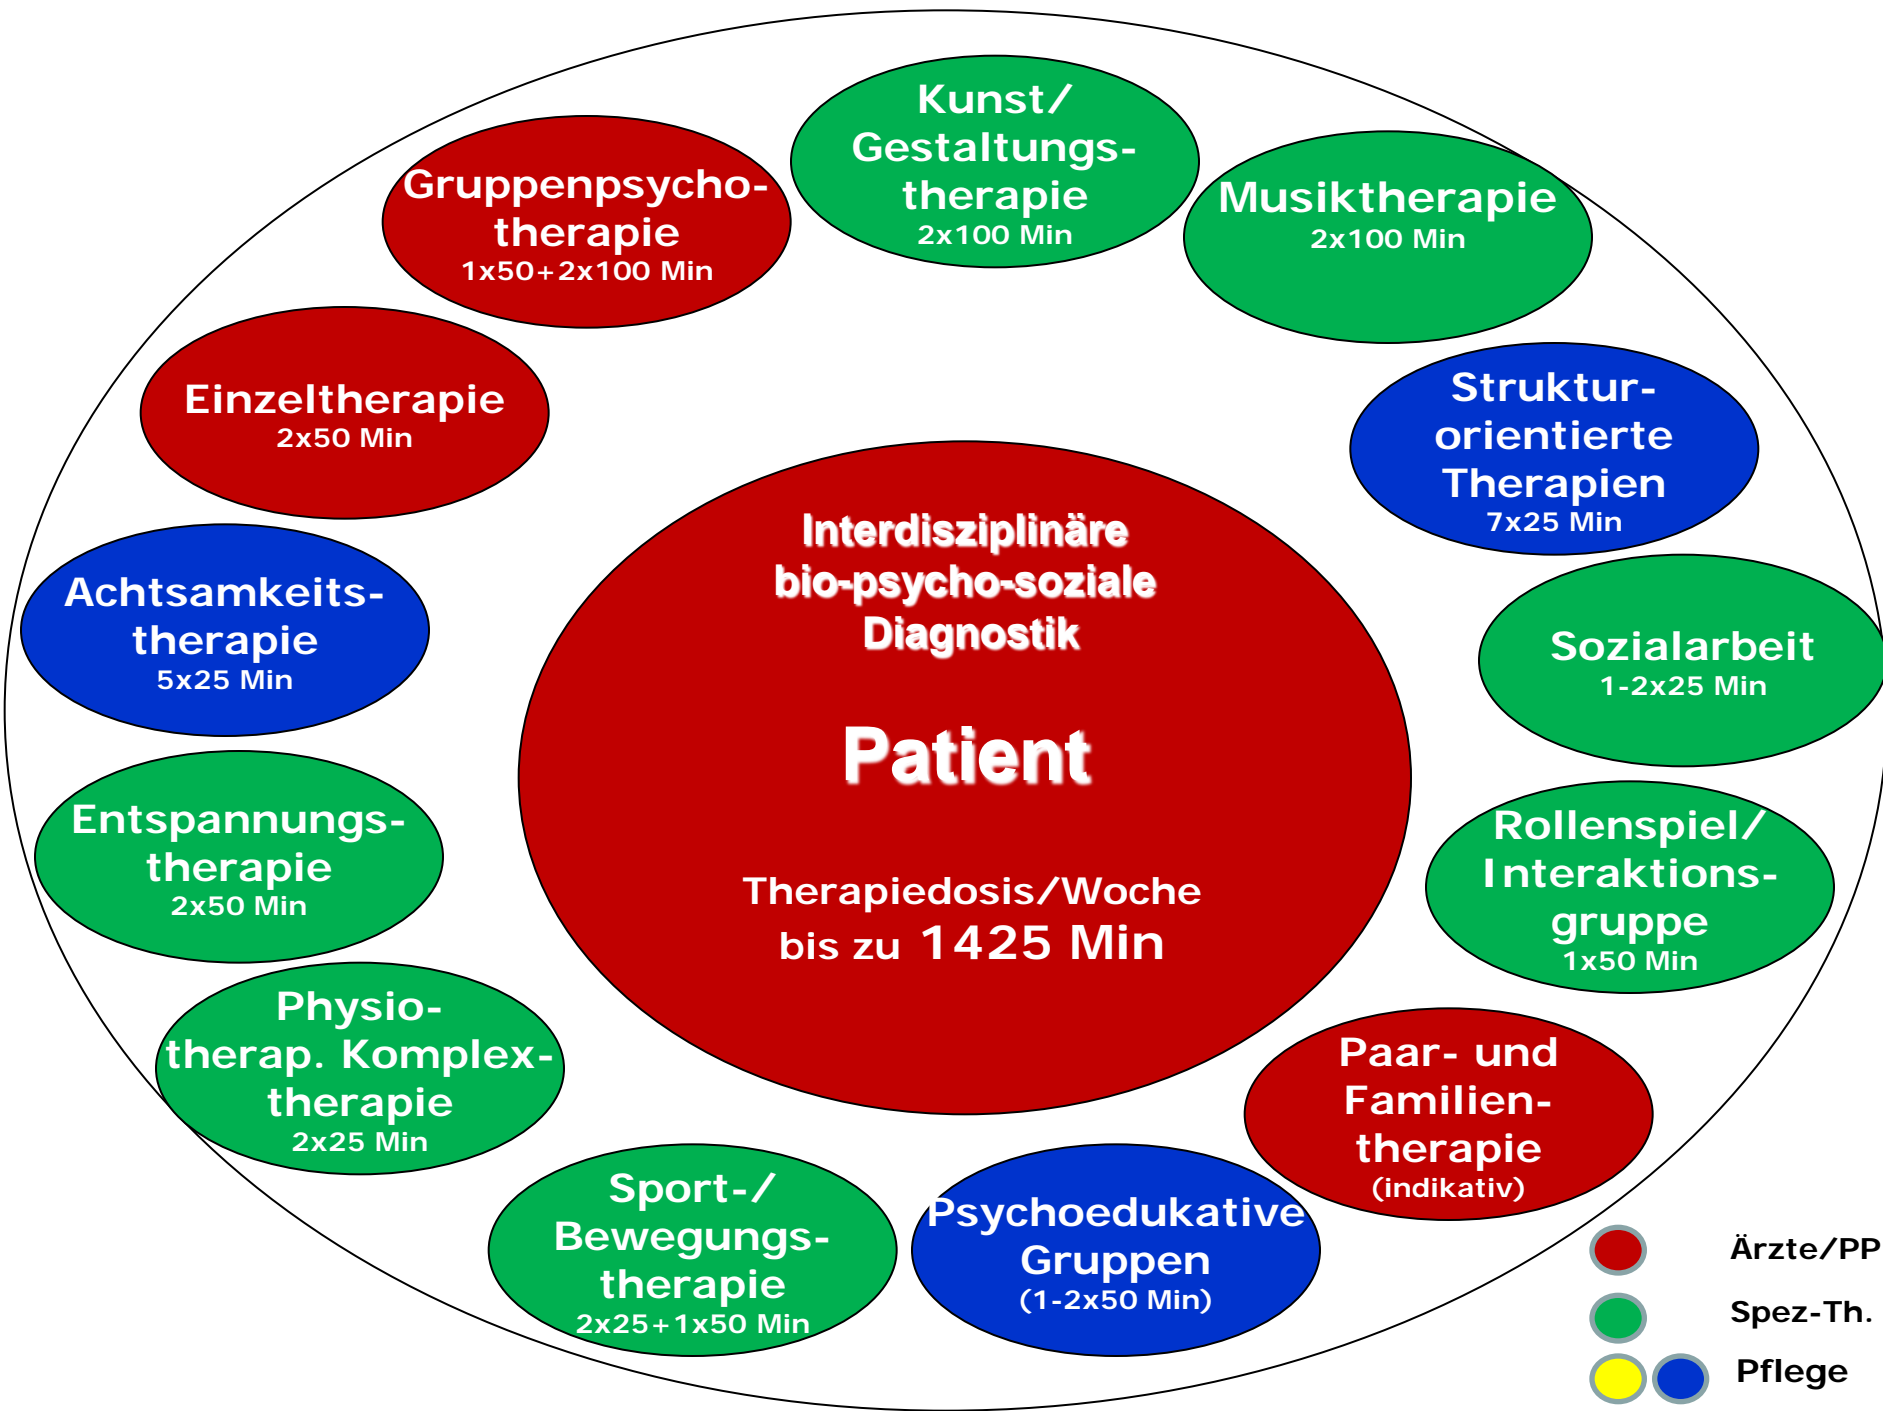 Kunst/
Gestaltungs-
therapie
2x100 Min
Gruppenpsycho-
therapie
1x50+2x100 Min
Musiktherapie
2x100 Min
Einzeltherapie
2x50 Min
Struktur-
orientierte
Therapien
7x25 Min
Interdisziplinäre
bio-psycho-soziale
Diagnostik
Patient
Therapiedosis/Woche
bis zu 1425 Min
Achtsamkeits-
therapie
5x25 Min
Sozialarbeit
1-2x25 Min
Entspannungs-
therapie
2x50 Min
Rollenspiel/
Interaktions-
gruppe
1x50 Min
Physio-
therap. Komplex-
therapie
2x25 Min
Paar- und
Familien-
therapie
(indikativ)
Sport-/
Bewegungs-
therapie
2x25+1x50 Min
Psychoedukative
Gruppen
(1-2x50 Min)
Ärzte/PP
Spez-Th.
Pflege